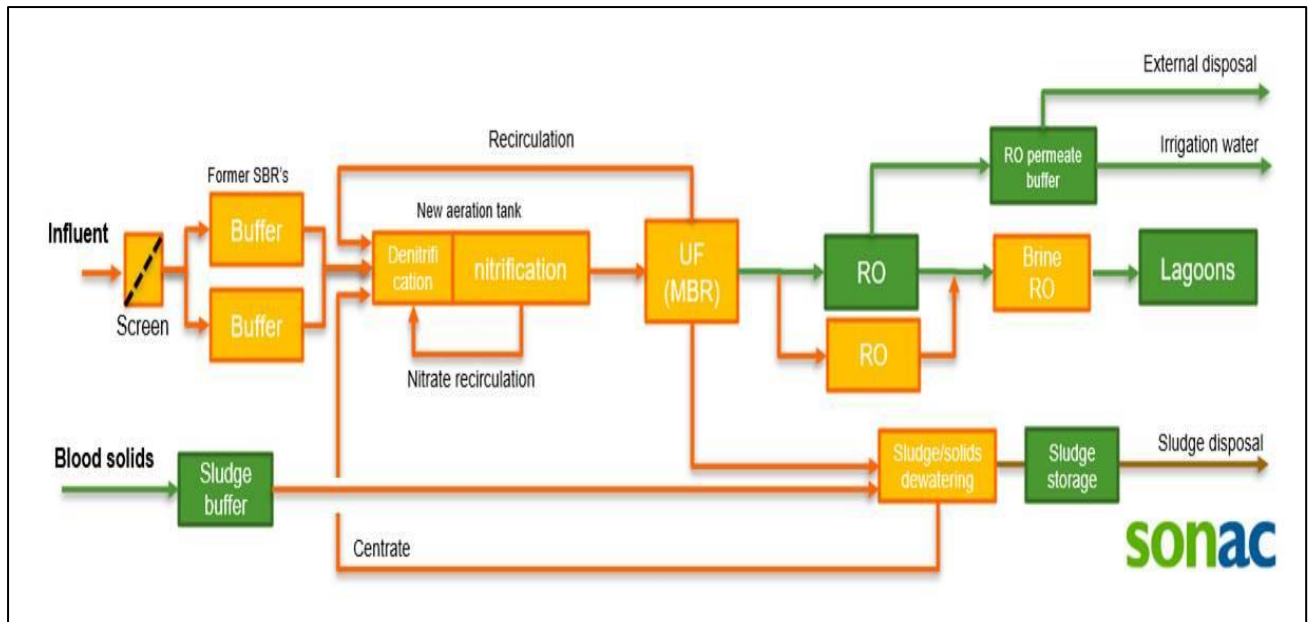 External disposal
Recirculation
Irrigation water
RO permeate
buffer
Former SBR's
Buffer
New aeration tank
Influent
Denitrifi
cation
nitrification
UF
(MBR)
RO
Brine
RO
Lagoons
Buffer
Screen
RO
Nitrate recirculation
Blood solids
Sludge
buffer
Sludge/solids
dewatering
Sludge
storage
Sludge disposal
Centrate
sonac